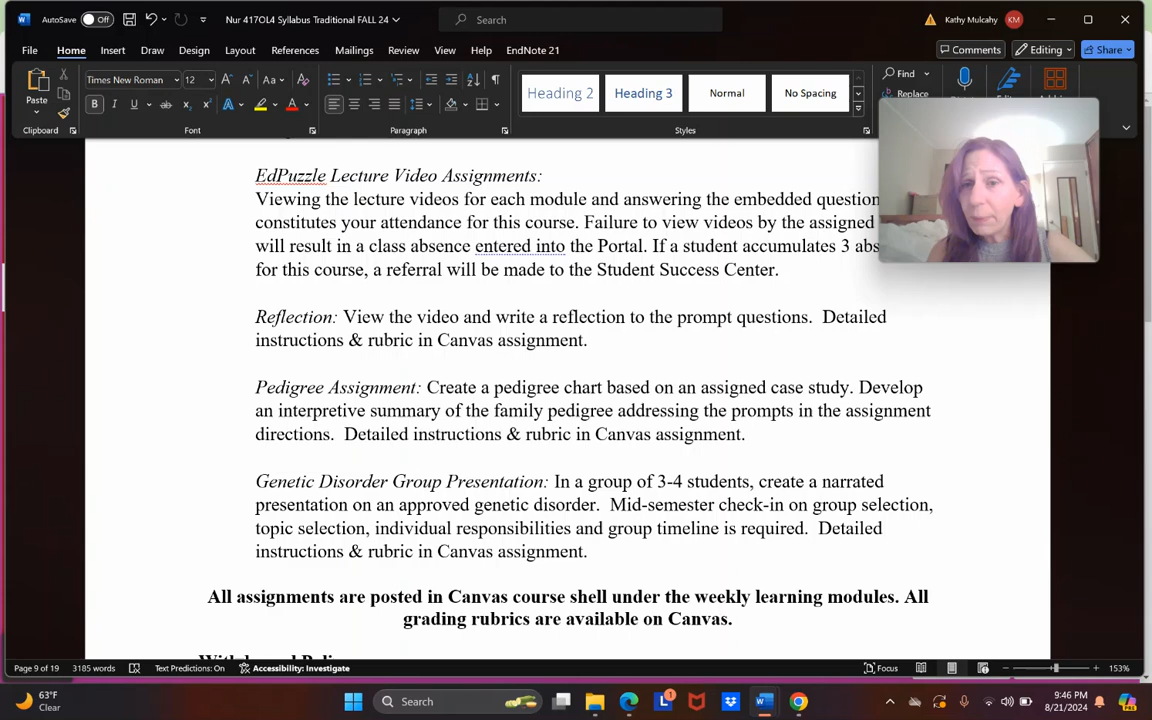 AutoSave Off Nur 417OL4 Syllabus Traditional FALL 24 Search Kathy Mulcahy KM
File Home Insert Draw Design Layout References Mailings Review View Help EndNote 21 Comments Editing Share
Paste Times New Roman 12 Aa Heading 2 Heading 3 Normal No Spacing Find
Replace
Clipboard Font Paragraph Styles
EdPuzzle Lecture Video Assignments:
Viewing the lecture videos for each module and answering the embedded question
constitutes your attendance for this course. Failure to view videos by the assigned
will result in a class absence entered into the Portal. If a student accumulates 3 abs
for this course, a referral will be made to the Student Success Center.
Reflection: View the video and write a reflection to the prompt questions. Detailed
instructions & rubric in Canvas assignment.
Pedigree Assignment: Create a pedigree chart based on an assigned case study. Develop
an interpretive summary of the family pedigree addressing the prompts in the assignment
directions. Detailed instructions & rubric in Canvas assignment.
Genetic Disorder Group Presentation: In a group of 3-4 students, create a narrated
presentation on an approved genetic disorder. Mid-semester check-in on group selection,
topic selection, individual responsibilities and group timeline is required. Detailed
instructions & rubric in Canvas assignment.
All assignments are posted in Canvas course shell under the weekly learning modules. All
grading rubrics are available on Canvas.
Page 9 of 19 3185 words Text Predictions: On Accessibility: Investigate Focus 153%
63°F
Clear
Search
9:46 PM
8/21/2024